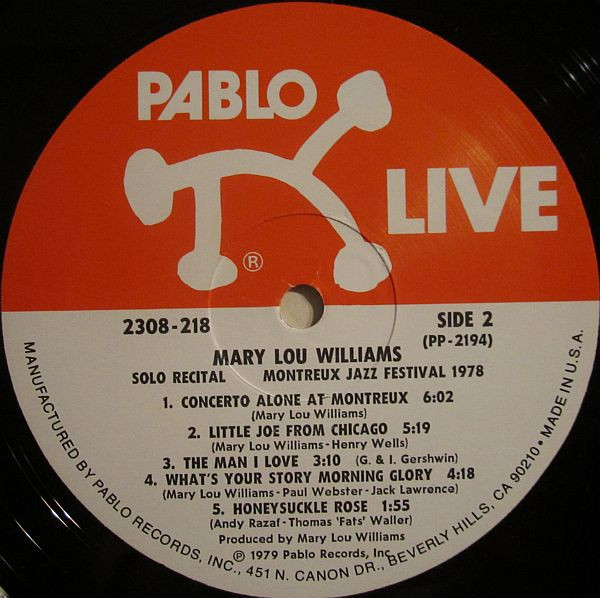 PABLO
LIVE
®
2308-218 SIDE 2
(PP-2194)
MARY LOU WILLIAMS
SOLO RECITAL MONTREUX JAZZ FESTIVAL 1978
1. CONCERTO ALONE AT MONTREUX 6:02
(Mary Lou Williams)
2. LITTLE JOE FROM CHICAGO 5:19
(Mary Lou Williams-Henry Wells)
3. THE MAN I LOVE 3:10 (G. & I. Gershwin)
4. WHAT'S YOUR STORY MORNING GLORY 4:18
(Mary Lou Williams-Paul Webster-Jack Lawrence)
5. HONEYSUCKLE ROSE 1:55
(Andy Razaf-Thomas 'Fats' Waller)
Produced by Mary Lou Williams
℗ 1979 Pablo Records, Inc.
MANUFACTURED BY PABLO RECORDS, INC., 451 N. CANON DR., BEVERLY HILLS, CA 90210 • MADE IN U.S.A.